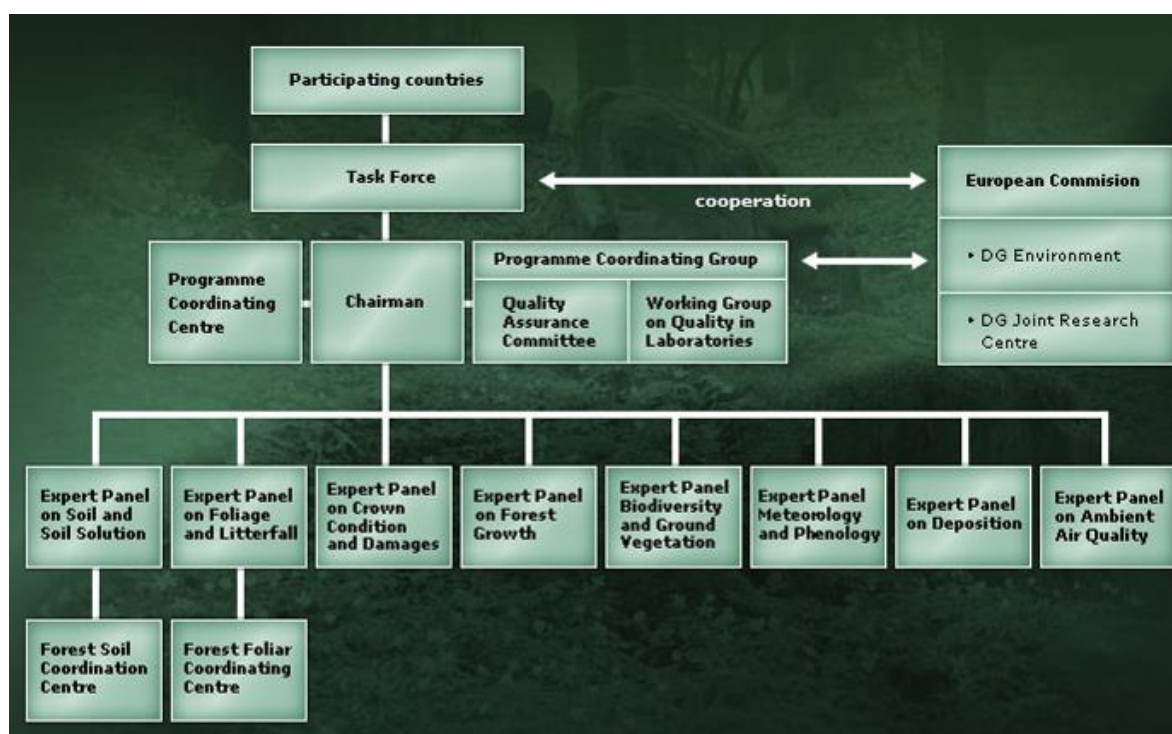 Participating countries
Task Force
cooperation
European Commision
• DG Environment
• DG Joint Research
Centre
Programme
Coordinating
Centre
Chairman
Programme Coordinating Group
Quality
Assurance
Committee
Working Group
on Quality in
Laboratories
Expert Panel
on Soil and
Soil Solution
Expert Panel
on Foliage
and Litterfall
Expert Panel
on Crown
Condition
and Damages
Expert Panel
on Forest
Growth
Expert Panel
Biodiversity
and Ground
Vegetation
Expert Panel
Meteorology
and Phenology
Expert Panel
on Deposition
Expert Panel
on Ambient
Air Quality
Forest Soil
Coordination
Centre
Forest Foliar
Coordinating
Centre